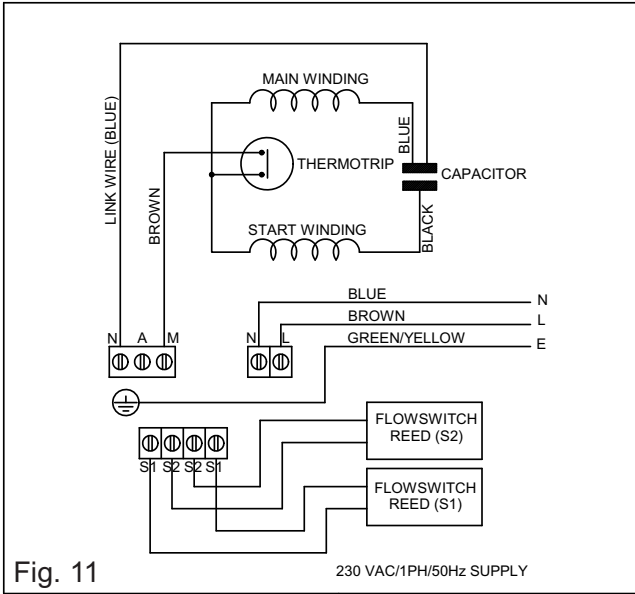 MAIN WINDING
LINK WIRE (BLUE)
BROWN
THERMOTRIP
BLUE
CAPACITOR
BLACK
START WINDING
BLUE
N
BROWN
L
GREEN/YELLOW
E
N A M
N L
S1 S2 S2 S1
FLOWSWITCH
REED (S2)
FLOWSWITCH
REED (S1)
Fig. 11
230 VAC/1PH/50Hz SUPPLY